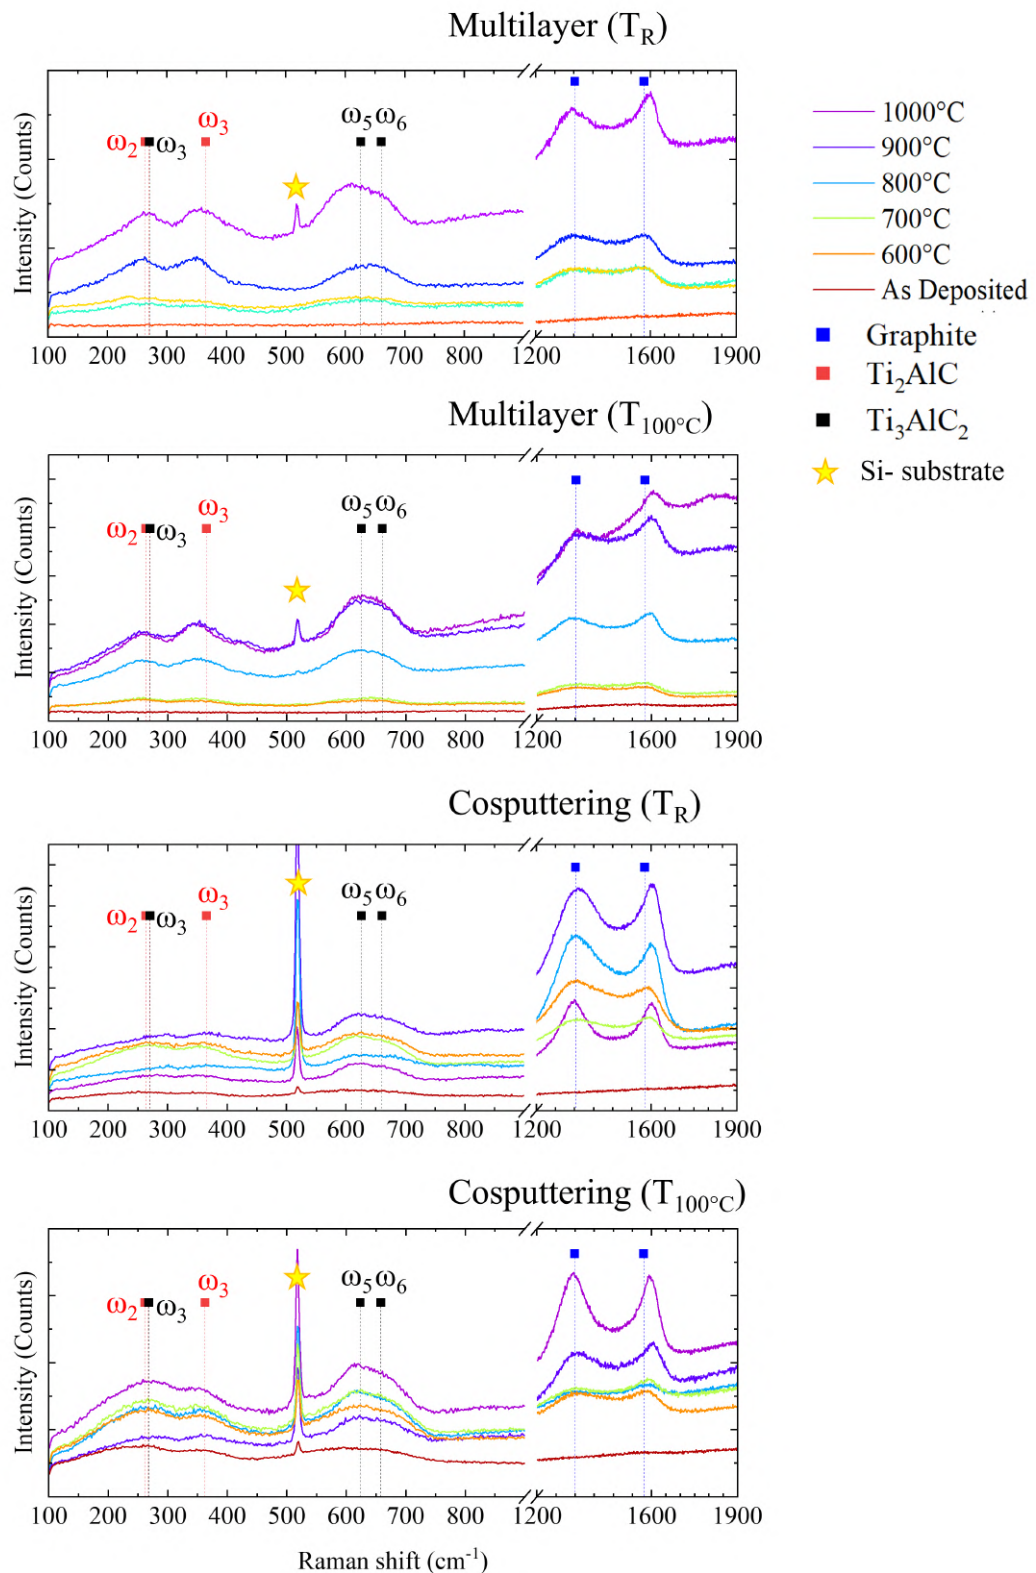 Multilayer (T_R)
Intensity (Counts)
ω₂ ω₃ ω₃ ω₅ ω₆
100 200 300 400 500 600 700 800 1200 1600 1900
1000°C
900°C
800°C
700°C
600°C
As Deposited
Graphite
Ti₂AlC
Ti₃AlC₂
Si- substrate
Multilayer (T_100°C)
Intensity (Counts)
ω₂ ω₃ ω₃ ω₅ ω₆
100 200 300 400 500 600 700 800 1200 1600 1900
Cosputtering (T_R)
Intensity (Counts)
ω₂ ω₃ ω₃ ω₅ ω₆
100 200 300 400 500 600 700 800 1200 1600 1900
Cosputtering (T_100°C)
Intensity (Counts)
ω₂ ω₃ ω₃ ω₅ ω₆
100 200 300 400 500 600 700 800 1200 1600 1900
Raman shift (cm⁻¹)